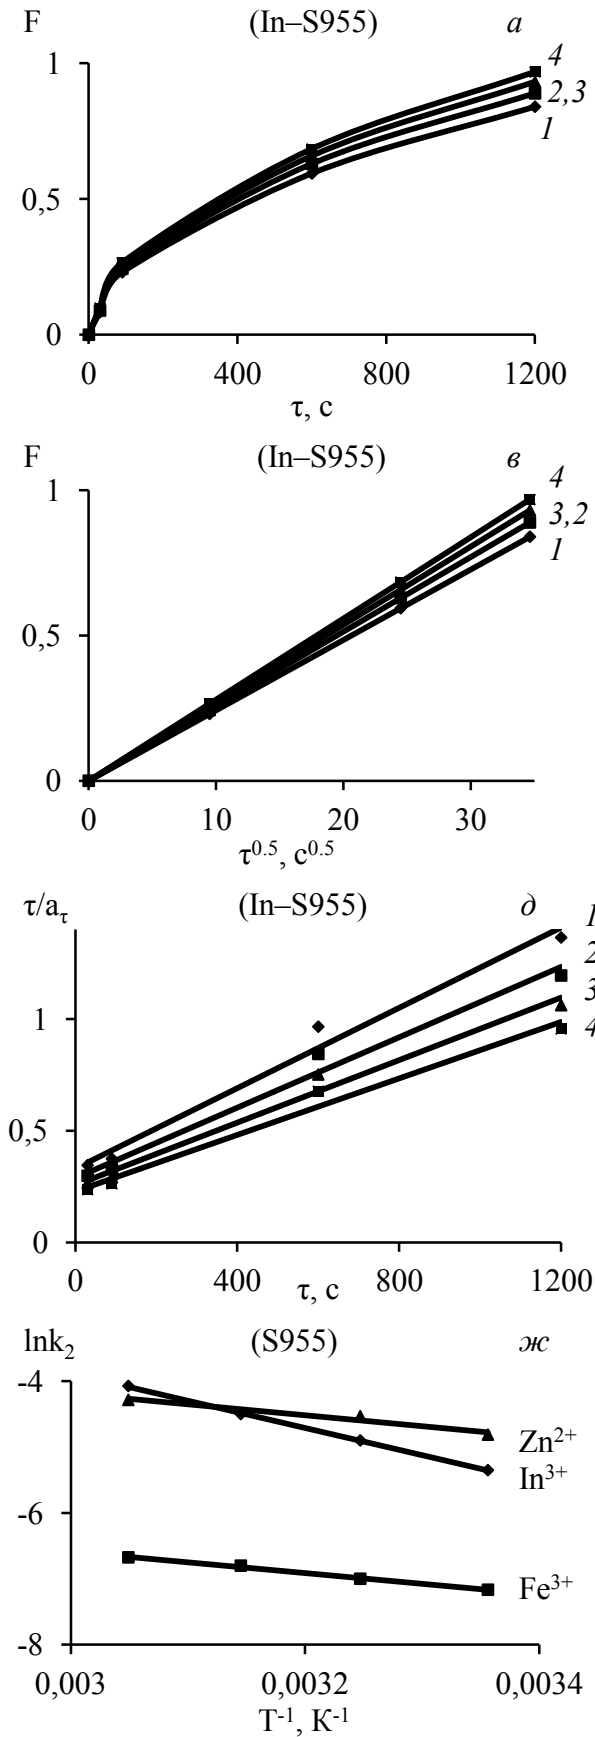 F (In–S955) а
4
1
2,3
1
0,5
0
0 400 800 1200
τ, с
F (In–S955) в
4
1
3,2
1
0,5
0
0 10 20 30
τ⁰·⁵, с⁰·⁵
τ/a_τ (In–S955) д
1
2
3
1
4
0,5
0
0 400 800 1200
τ, с
lnk₂ (S955) ж
-4
Zn²⁺
In³⁺
-6
Fe³⁺
-8
0,003 0,0032 0,0034
T⁻¹, K⁻¹